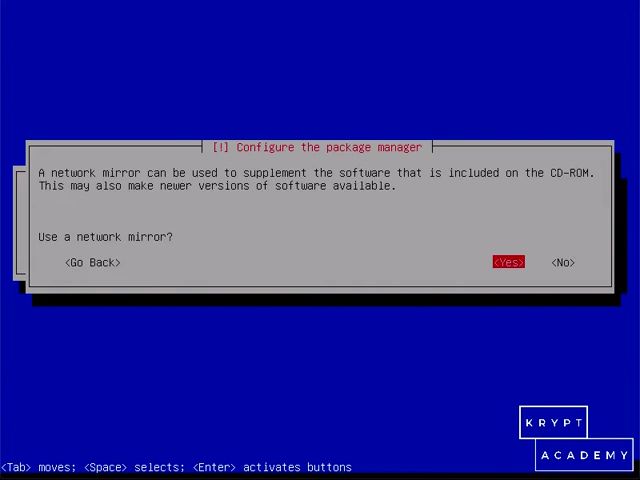 [!] Configure the package manager
A network mirror can be used to supplement the software that is included on the CD-ROM.
This may also make newer versions of software available.
Use a network mirror?
<Go Back> <Yes> <No>
KRYPT
ACADEMY
<Tab> moves; <Space> selects; <Enter> activates buttons